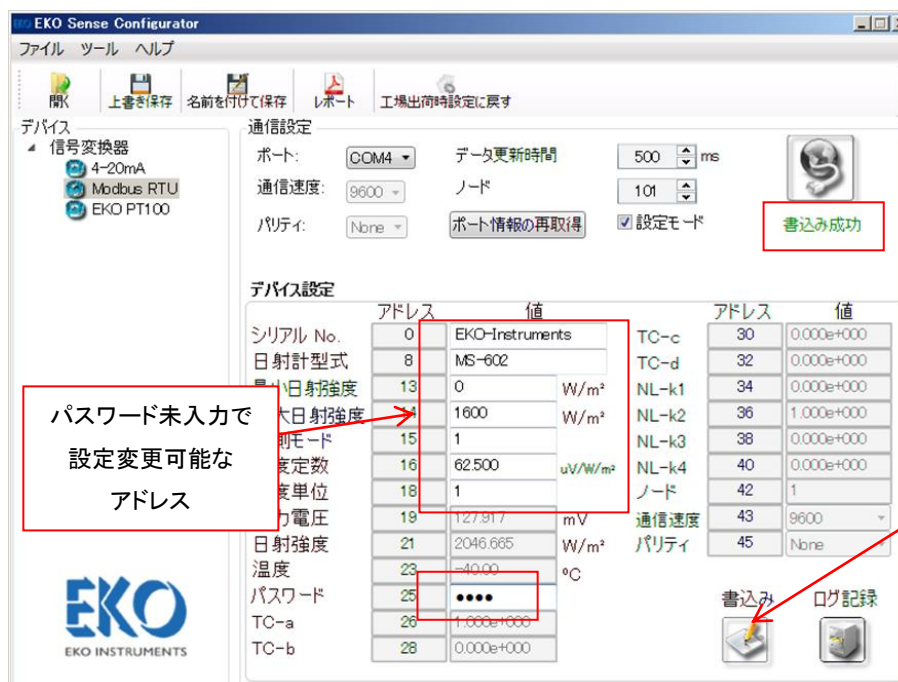 EKO Sense Configurator
ファイル ツール ヘルプ
開く 上書き保存 名前を付けて保存 レポート 工場出荷時設定に戻す
デバイス
信号変換器
4-20mA
Modbus RTU
EKO PT100
通信設定
ポート: COM4 データ更新時間 500 ms
通信速度: 9600 ノード 101
パリティ: None ポート情報の再取得 設定モード
書込み成功
デバイス設定
アドレス 値 アドレス 値
シリアル No. 0 EKO-Instruments TC-c 30 0.000e+000
日射計型式 8 MS-602 TC-d 32 0.000e+000
小日射強度 13 0 W/m² NL-k1 34 0.000e+000
大日射強度 14 1600 W/m² NL-k2 36 1.000e+000
モード 15 1 NL-k3 38 0.000e+000
度定数 16 62.500 uV/W/m² NL-k4 40 0.000e+000
度単位 18 1 ノード 42 1
力電圧 19 127.917 mV 通信速度 43 9600
日射強度 21 2046.665 W/m² パリティ 45 None
温度 23 -40.00 ℃
パスワード 25 ●●●●
TC-a 26 1.000e+000
TC-b 28 0.000e+000
書込み ログ記録
パスワード未入力で
設定変更可能な
アドレス
EKO
EKO INSTRUMENTS